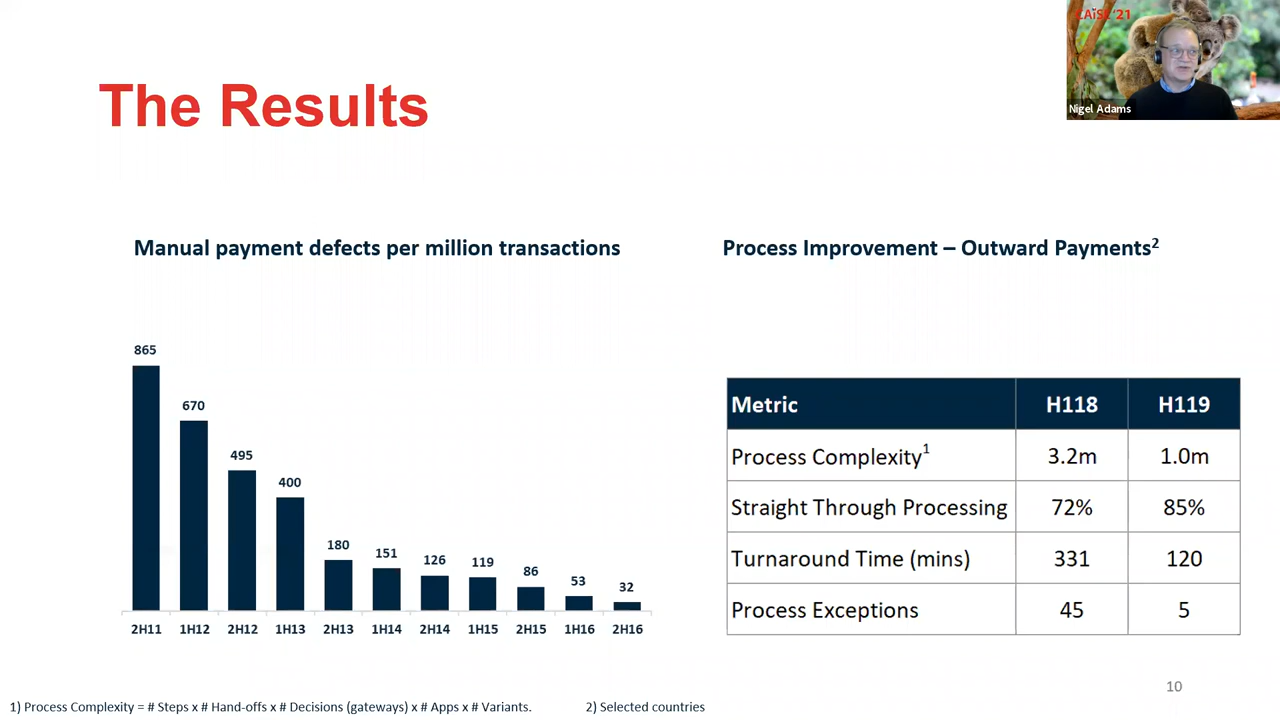 CAiSE'21
Nigel Adams
The Results
Manual payment defects per million transactions
865
670
495
400
180
151
126
119
86
53
32
2H11 1H12 2H12 1H13 2H13 1H14 2H14 1H15 2H15 1H16 2H16
Process Improvement – Outward Payments²
Metric H118 H119
Process Complexity¹ 3.2m 1.0m
Straight Through Processing 72% 85%
Turnaround Time (mins) 331 120
Process Exceptions 45 5
10
1) Process Complexity = # Steps x # Hand-offs x # Decisions (gateways) x # Apps x # Variants. 2) Selected countries